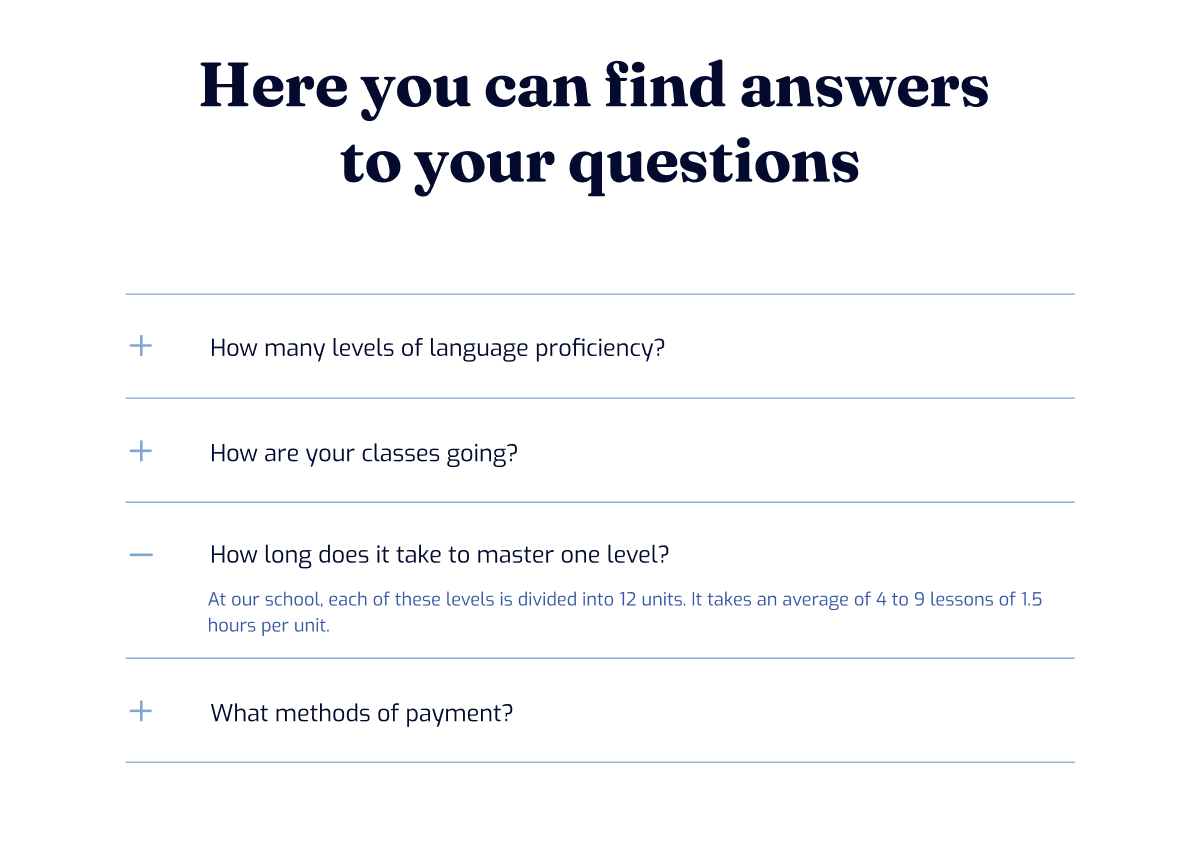 Here you can find answers
to your questions
How many levels of language proficiency?
How are your classes going?
How long does it take to master one level?
At our school, each of these levels is divided into 12 units. It takes an average of 4 to 9 lessons of 1.5
hours per unit.
What methods of payment?